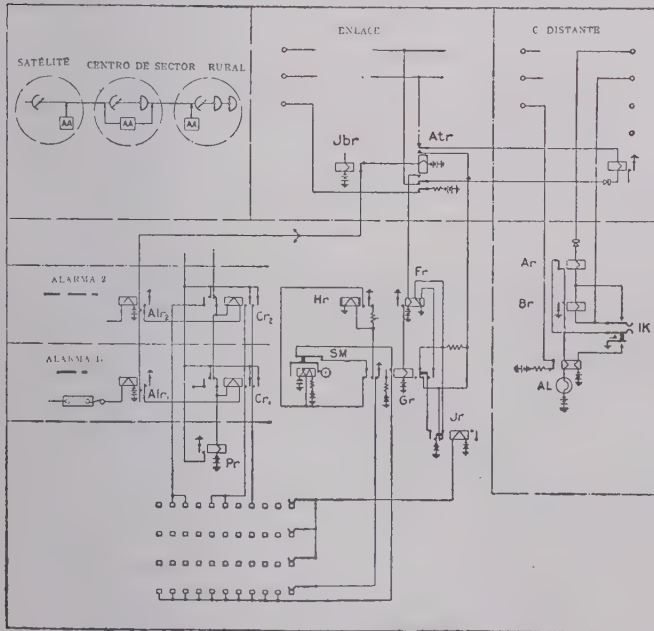 ENLACE
C DISTANTE
SATÉLITE CENTRO DE SECTOR RURAL
AA
AA
AA
Jbr
Atr
ALARMA 2
Alr₂
Cr₂
Hr
Fr
Ar
Br
IK
SM
ALARMA 1
Alr₁
Cr₁
Gr
AL
Jr
Pr